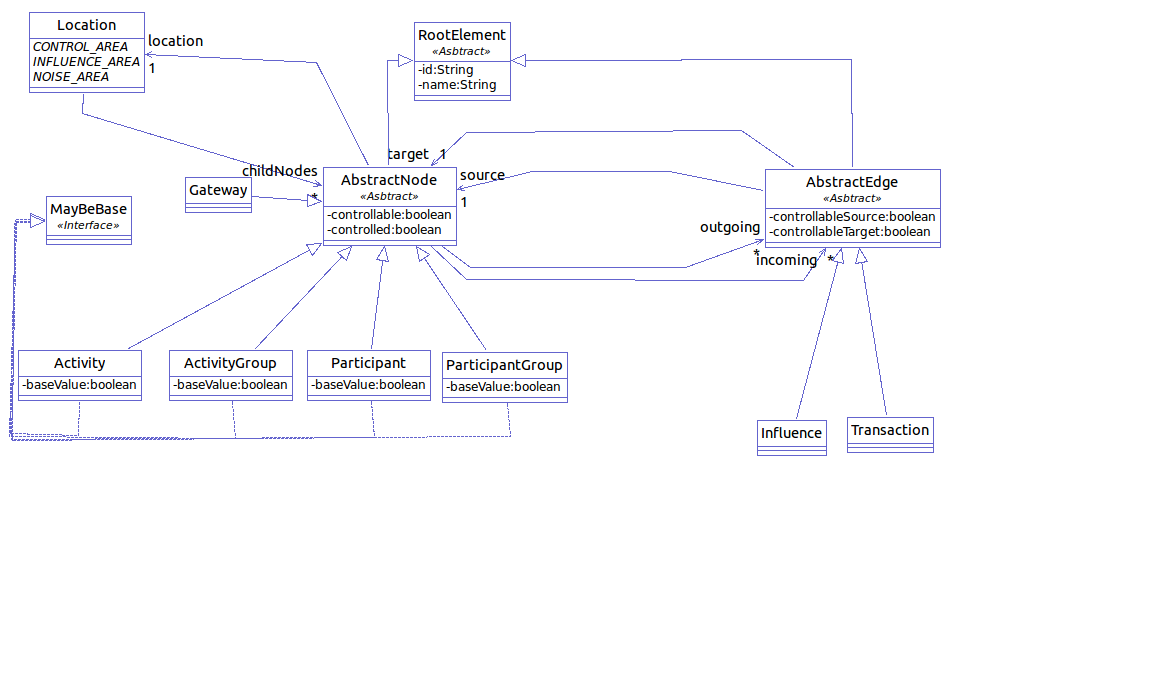 Location
CONTROL_AREA
INFLUENCE_AREA
NOISE_AREA
location
1
RootElement
«Asbtract»
-id:String
-name:String
target 1
childNodes
*
source
1
AbstractNode
«Asbtract»
-controllable:boolean
-controlled:boolean
Gateway
MayBeBase
«Interface»
AbstractEdge
«Asbtract»
-controllableSource:boolean
-controllableTarget:boolean
outgoing
*
incoming *
Activity
-baseValue:boolean
ActivityGroup
-baseValue:boolean
Participant
-baseValue:boolean
ParticipantGroup
-baseValue:boolean
Influence
Transaction